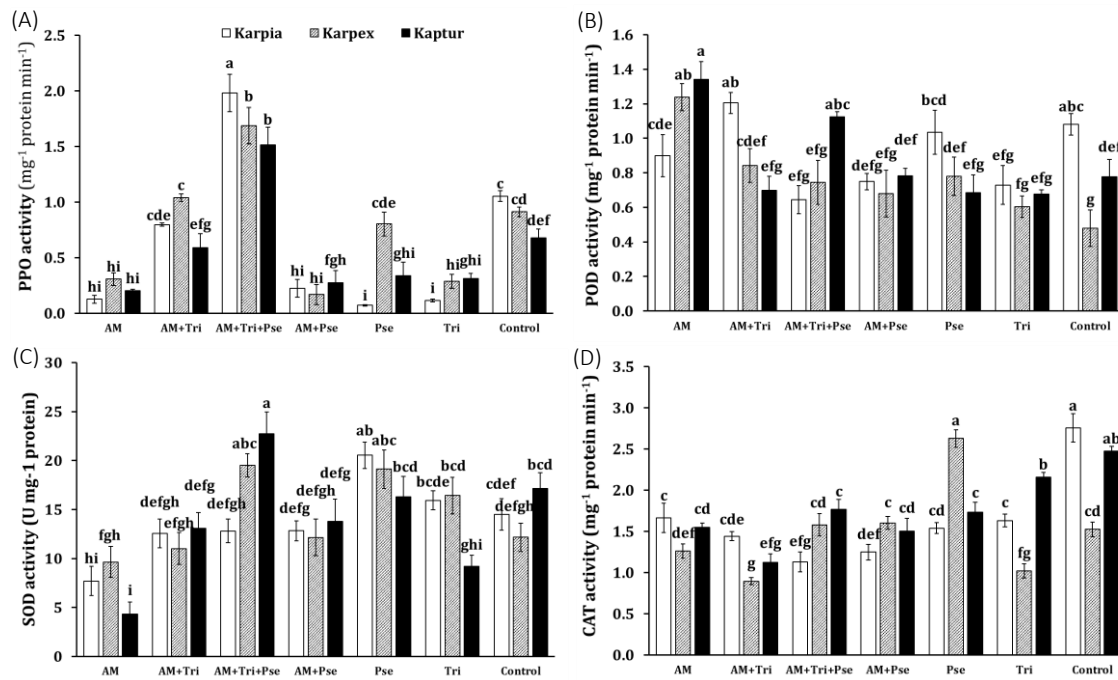 (A)
PPO activity (mg-1 protein min-1)
2.5
2.0
1.5
1.0
0.5
0.0
Karpia Karpex Kaptur
hi hi hi
cde c efg
a b b
hi hi fgh
i cde ghi
i hi ghi
c cd def
AM AM+Tri AM+Tri+Pse AM+Pse Pse Tri Control
(B)
POD activity (mg-1 protein min-1)
1.6
1.4
1.2
1.0
0.8
0.6
0.4
0.2
0.0
cde ab a
ab cdef efg
efg efg abc
efg efg def
bcd def efg
efg fg efg
abc g def
AM AM+Tri AM+Tri+Pse AM+Pse Pse Tri Control
(C)
SOD activity (U mg-1 protein)
30
25
20
15
10
5
0
hi fgh i
defgh efgh defg
defgh abc a
defg defgh defg
ab abc bcd
bcde bcd ghi
cdef defgh bcd
AM AM+Tri AM+Tri+Pse AM+Pse Pse Tri Control
(D)
CAT activity (mg-1 protein min-1)
3.5
3.0
2.5
2.0
1.5
1.0
0.5
0.0
c def cd
cde g efg
efg c c
def cd cd
cd a c
c fg b
a cd ab
AM AM+Tri AM+Tri+Pse AM+Pse Pse Tri Control